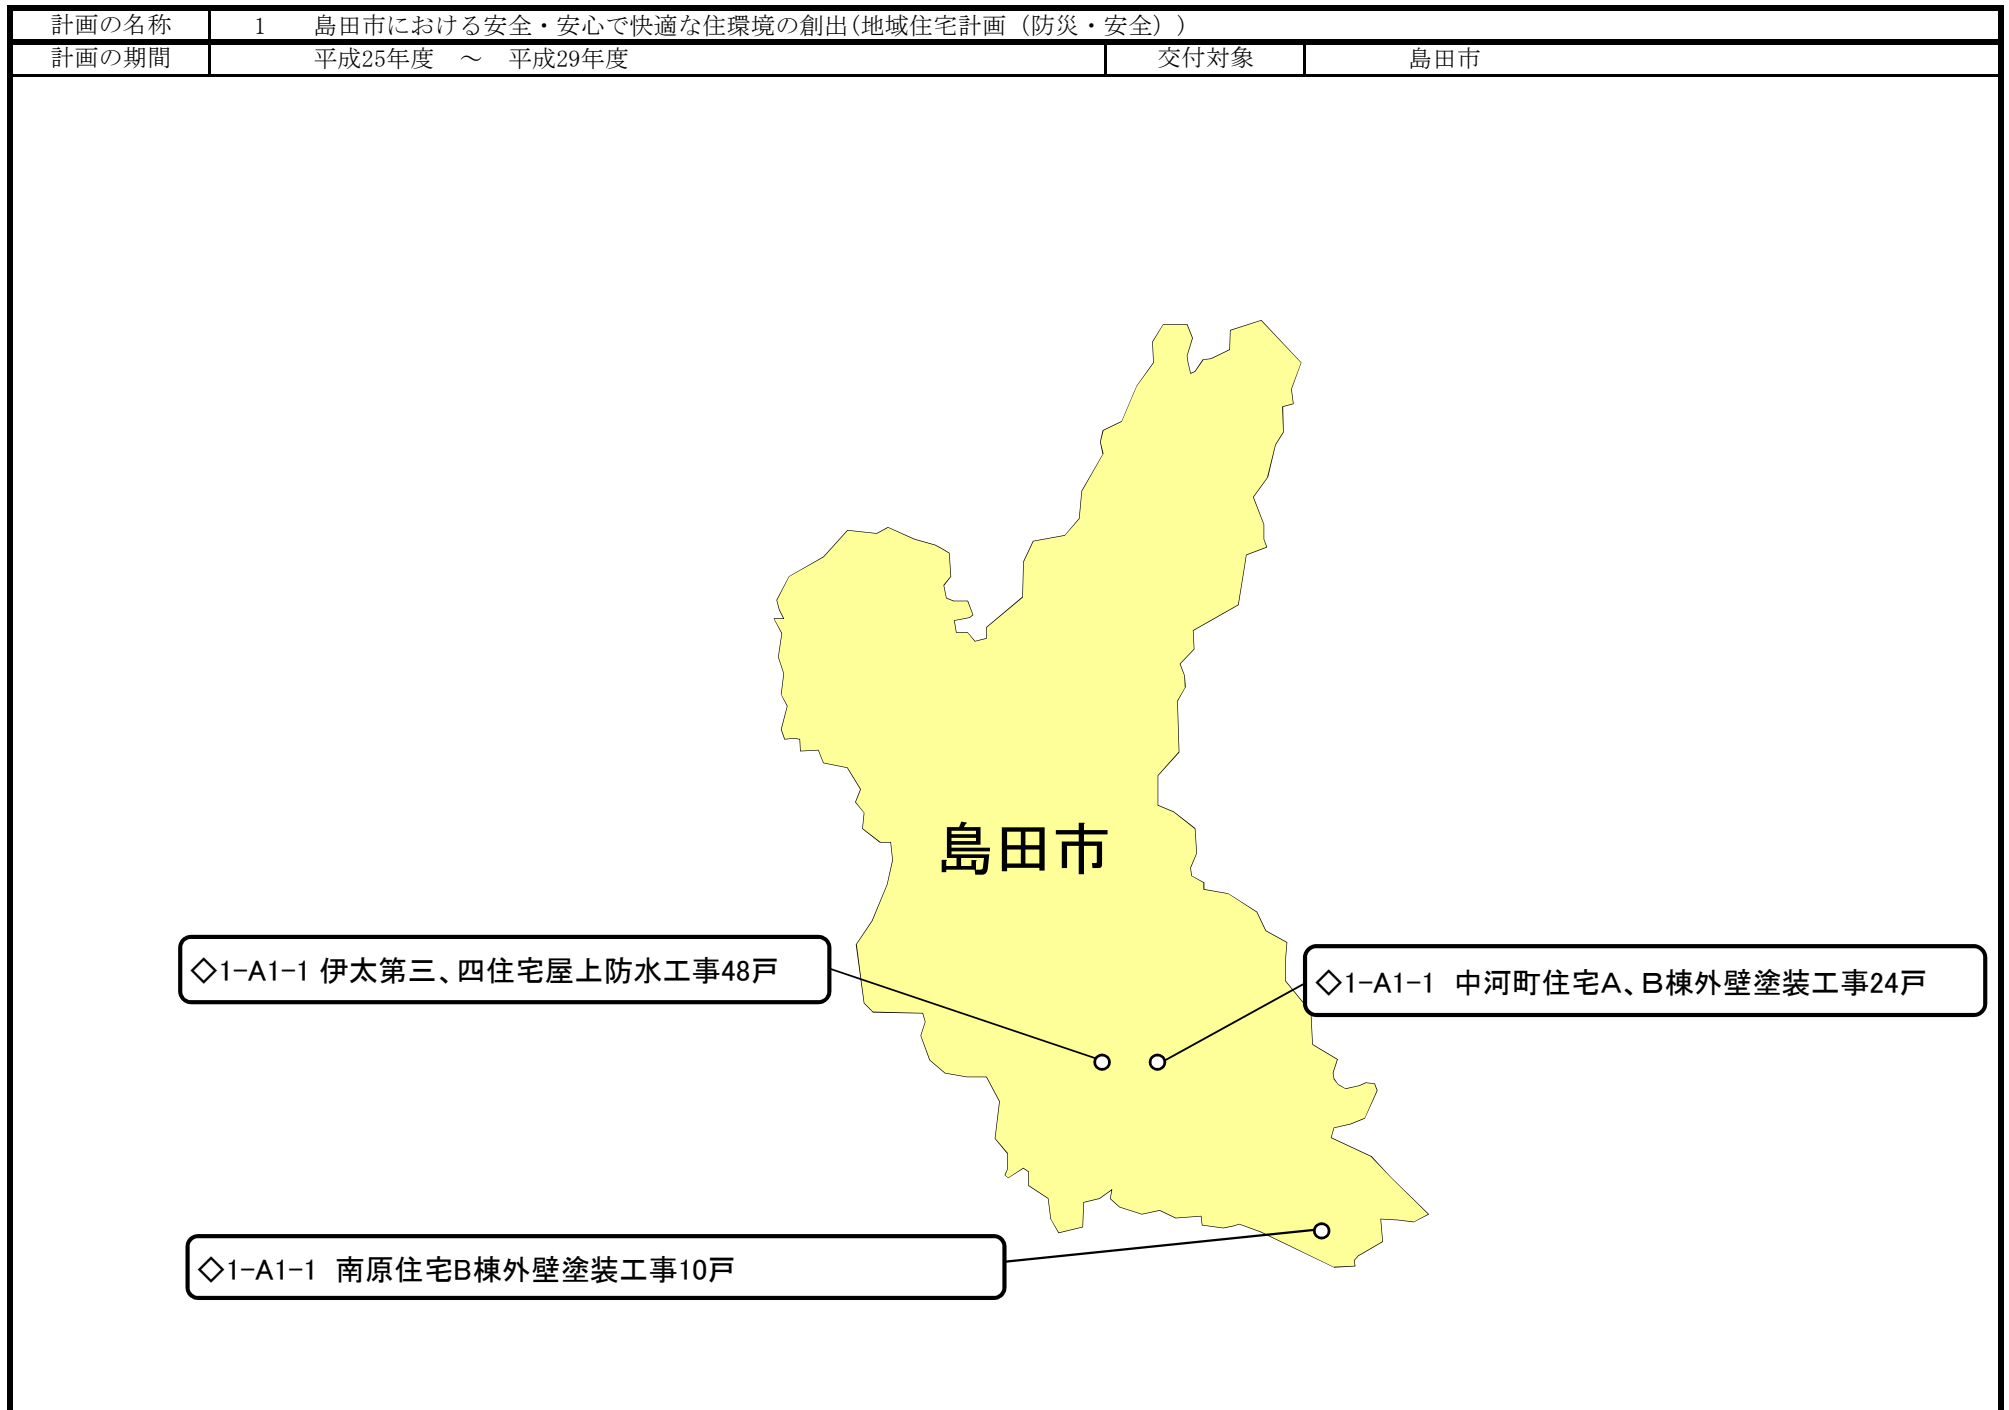 計画の名称 1 島田市における安全・安心で快適な住環境の創出(地域住宅計画（防災・安全）)
計画の期間 平成25年度 ～ 平成29年度 交付対象 島田市
島田市
◇1-A1-1 伊太第三、四住宅屋上防水工事48戸
◇1-A1-1 中河町住宅A、B棟外壁塗装工事24戸
◇1-A1-1 南原住宅B棟外壁塗装工事10戸